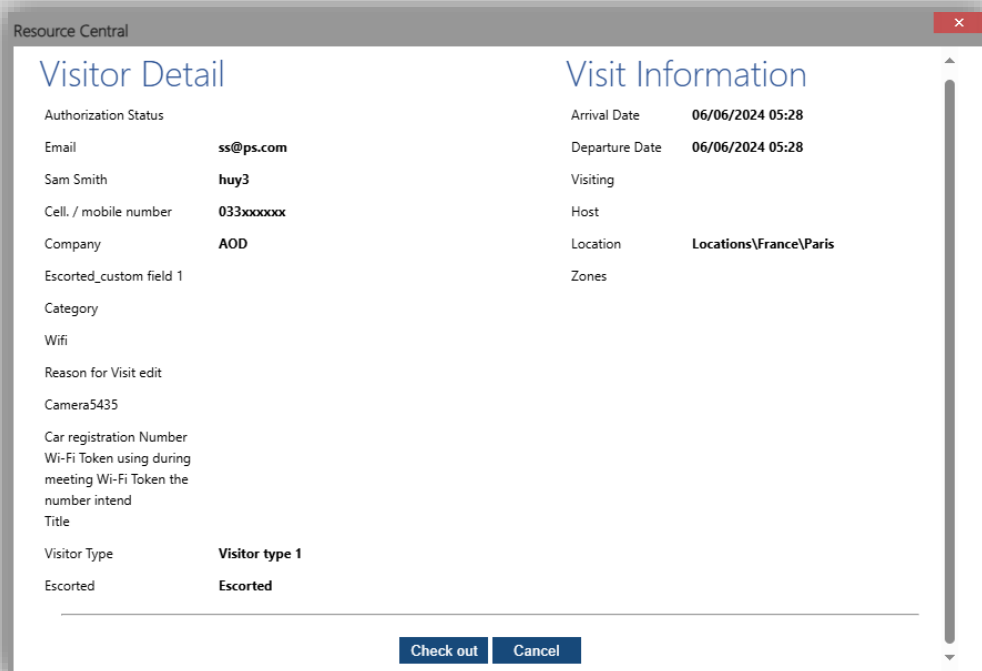 Resource Central
Visitor Detail
Authorization Status
Email ss@ps.com
Sam Smith huy3
Cell. / mobile number 033xxxxxx
Company AOD
Escorted_custom field 1
Category
Wifi
Reason for Visit edit
Camera5435
Car registration Number
Wi-Fi Token using during
meeting Wi-Fi Token the
number intend
Title
Visitor Type Visitor type 1
Escorted Escorted
Visit Information
Arrival Date 06/06/2024 05:28
Departure Date 06/06/2024 05:28
Visiting
Host
Location Locations\France\Paris
Zones
Check out Cancel